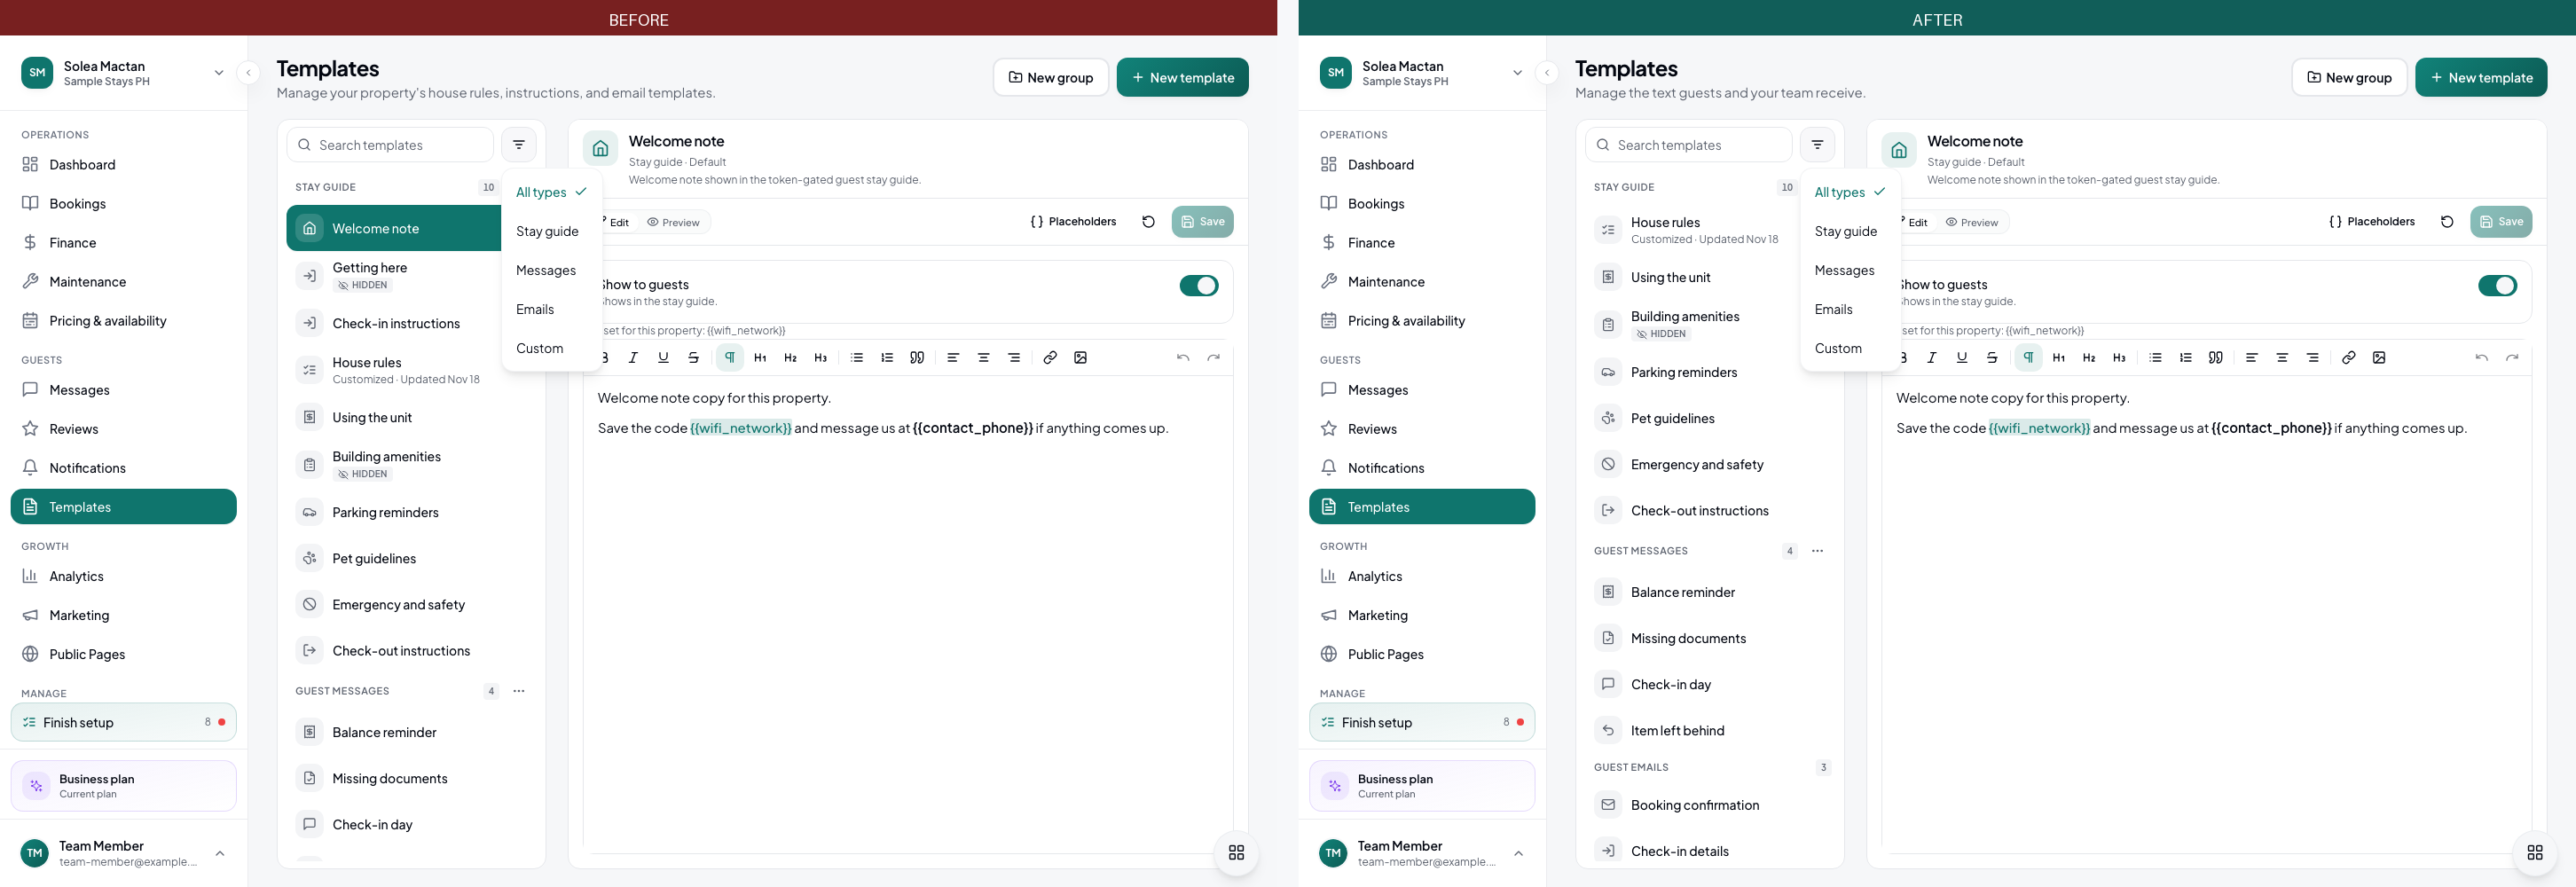 BEFORE
SM
Solea Mactan
Sample Stays PH
OPERATIONS
Dashboard
Bookings
Finance
Maintenance
Pricing & availability
GUESTS
Messages
Reviews
Notifications
Templates
GROWTH
Analytics
Marketing
Public Pages
MANAGE
Finish setup 8
Business plan
Current plan
TM
Team Member
team-member@example....
Templates
Manage your property's house rules, instructions, and email templates.
New group
New template
Search templates
STAY GUIDE 10
Welcome note
Getting here
HIDDEN
Check-in instructions
House rules
Customized · Updated Nov 18
Using the unit
Building amenities
HIDDEN
Parking reminders
Pet guidelines
Emergency and safety
Check-out instructions
GUEST MESSAGES 4
Balance reminder
Missing documents
Check-in day
All types
Stay guide
Messages
Emails
Custom
Welcome note
Stay guide · Default
Welcome note shown in the token-gated guest stay guide.
Edit
Preview
{ } Placeholders
Save
Show to guests
Shows in the stay guide.
set for this property: {{wifi_network}}
B I U S ¶ H1 H2 H3
Welcome note copy for this property.
Save the code {{wifi_network}} and message us at {{contact_phone}} if anything comes up.
AFTER
SM
Solea Mactan
Sample Stays PH
OPERATIONS
Dashboard
Bookings
Finance
Maintenance
Pricing & availability
GUESTS
Messages
Reviews
Notifications
Templates
GROWTH
Analytics
Marketing
Public Pages
MANAGE
Finish setup 8
Business plan
Current plan
TM
Team Member
team-member@example....
Templates
Manage the text guests and your team receive.
New group
New template
Search templates
STAY GUIDE 10
House rules
Customized · Updated Nov 18
Using the unit
Building amenities
HIDDEN
Parking reminders
Pet guidelines
Emergency and safety
Check-out instructions
GUEST MESSAGES 4
Balance reminder
Missing documents
Check-in day
Item left behind
GUEST EMAILS 3
Booking confirmation
Check-in details
All types
Stay guide
Messages
Emails
Custom
Welcome note
Stay guide · Default
Welcome note shown in the token-gated guest stay guide.
Edit
Preview
{ } Placeholders
Save
Show to guests
Shows in the stay guide.
set for this property: {{wifi_network}}
B I U S ¶ H1 H2 H3
Welcome note copy for this property.
Save the code {{wifi_network}} and message us at {{contact_phone}} if anything comes up.